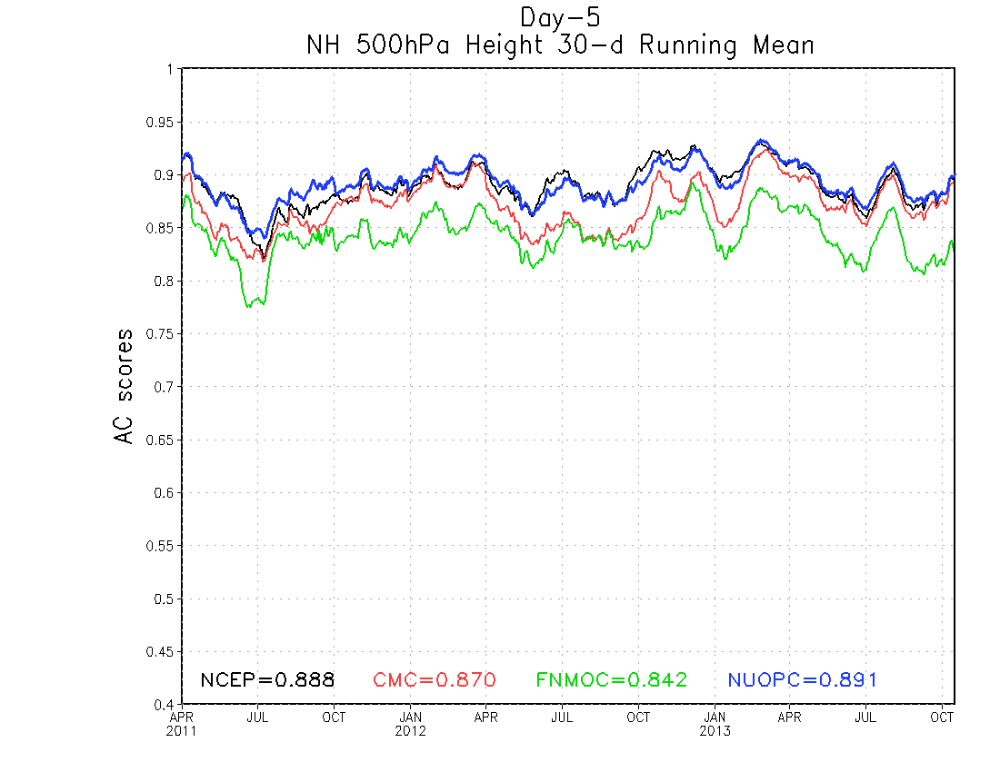 Day-5
NH 500hPa Height 30-d Running Mean
AC scores
1
0.95
0.9
0.85
0.8
0.75
0.7
0.65
0.6
0.55
0.5
0.45
0.4
NCEP=0.888 CMC=0.870 FNMOC=0.842 NUOPC=0.891
APR JUL OCT JAN APR JUL OCT JAN APR JUL OCT
2011 2012 2013